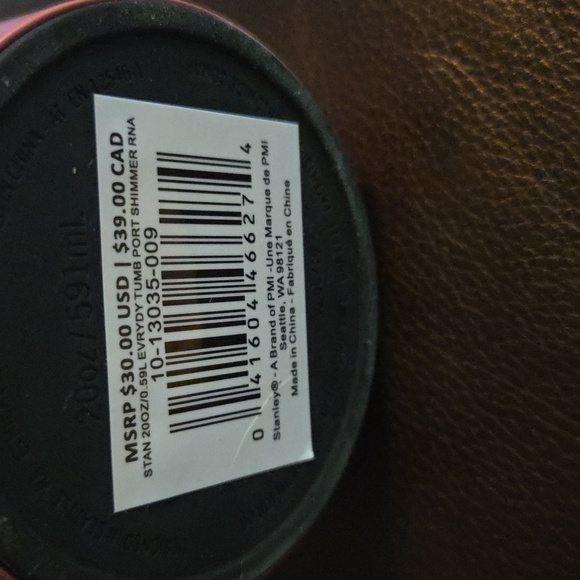 MSRP $30.00 USD | $39.00 CAD
STAN 20OZ/0.59L EVRYDY TUMB PORT SHIMMER RNA
10-13035-009
0 41604 46627 4
Stanley® - A Brand of PMI -Une Marque de PMI
Seattle, WA 98121
Made in China - Fabriqué en Chine
20oz / 591mL